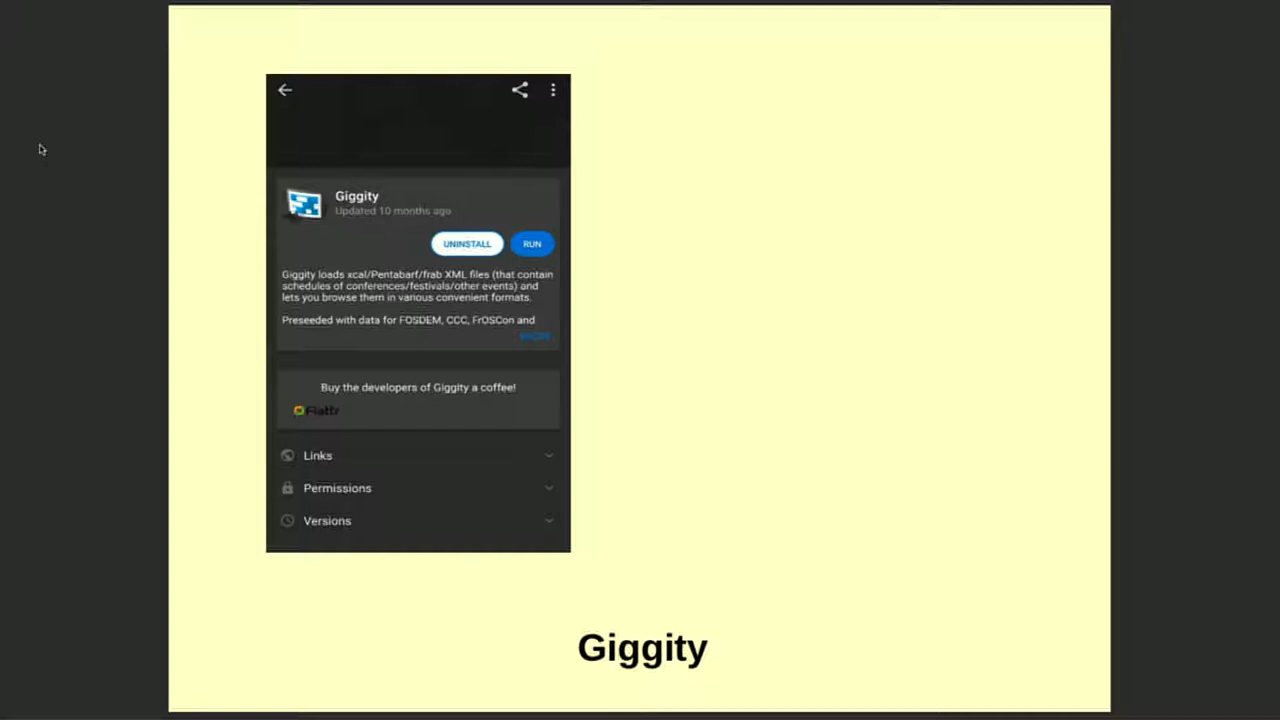 Giggity
Updated 10 months ago
UNINSTALL
RUN
Giggity loads xcal/Pentabarf/frab XML files (that contain
schedules of conferences/festivals/other events) and
lets you browse them in various convenient formats.
Preseeded with data for FOSDEM, CCC, FrOSCon and
MORE
Buy the developers of Giggity a coffee!
Flattr
Links
Permissions
Versions
Giggity